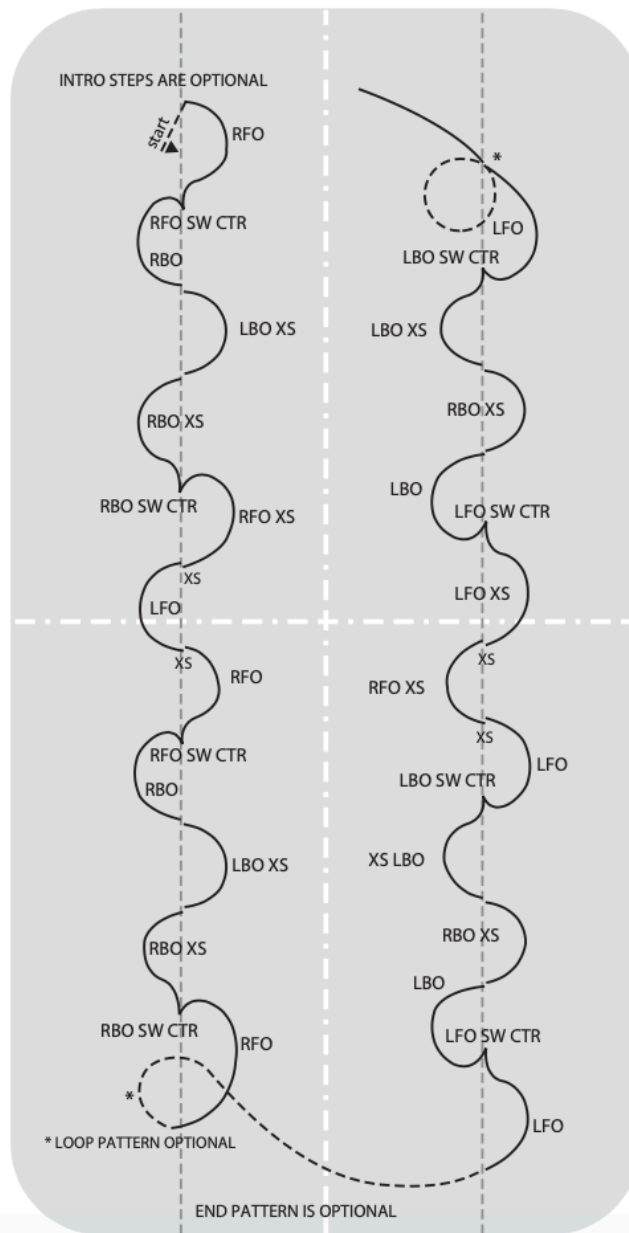 INTRO STEPS ARE OPTIONAL
start
RFO
RFO SW CTR
RBO
LBO XS
RBO XS
RBO SW CTR
RFO XS
XS
LFO
XS
RFO
RFO SW CTR
RBO
LBO XS
RBO XS
RBO SW CTR
RFO
*
* LOOP PATTERN OPTIONAL
END PATTERN IS OPTIONAL
*
LFO
LBO SW CTR
LBO XS
RBO XS
LBO
LFO SW CTR
LFO XS
XS
RFO XS
XS
LFO
LBO SW CTR
XS LBO
RBO XS
LBO
LFO SW CTR
LFO